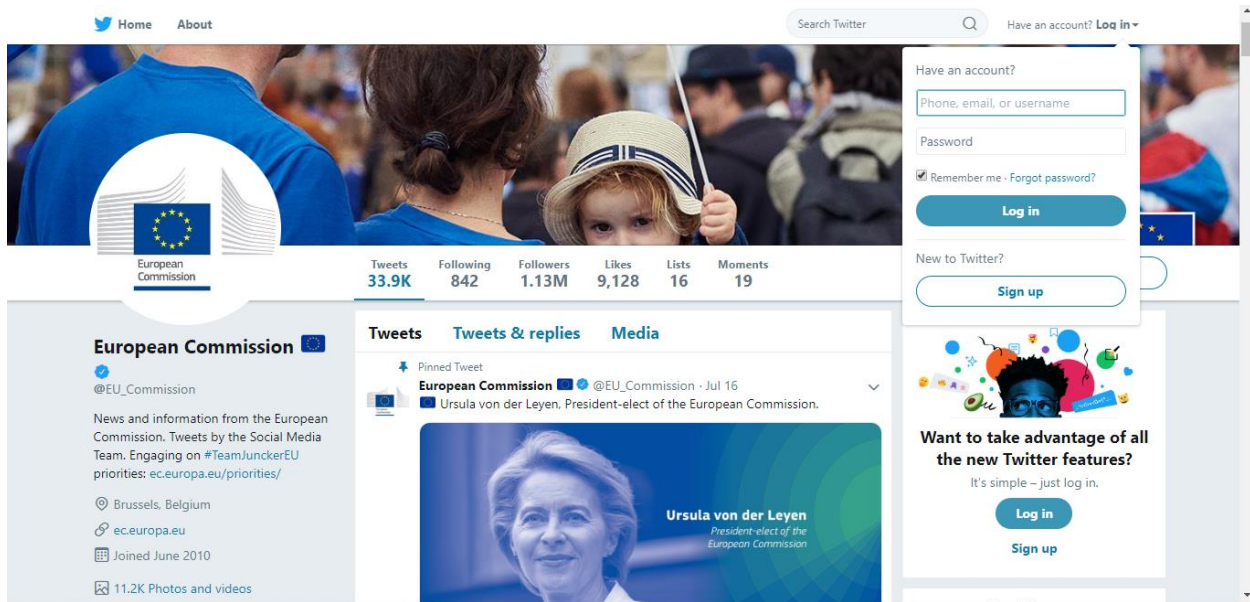 Home About
Search Twitter
Have an account? Log in
Have an account?
Phone, email, or username
Password
Remember me · Forgot password?
Log in
New to Twitter?
Sign up
European
Commission
Tweets Following Followers Likes Lists Moments
33.9K 842 1.13M 9,128 16 19
European Commission
@EU_Commission
News and information from the European
Commission. Tweets by the Social Media
Team. Engaging on #TeamJunckerEU
priorities: ec.europa.eu/priorities/
Brussels, Belgium
ec.europa.eu
Joined June 2010
11.2K Photos and videos
Tweets Tweets & replies Media
Pinned Tweet
European Commission @EU_Commission · Jul 16
Ursula von der Leyen, President-elect of the European Commission.
Ursula von der Leyen
President-elect of the
European Commission
Want to take advantage of all
the new Twitter features?
It's simple – just log in.
Log in
Sign up